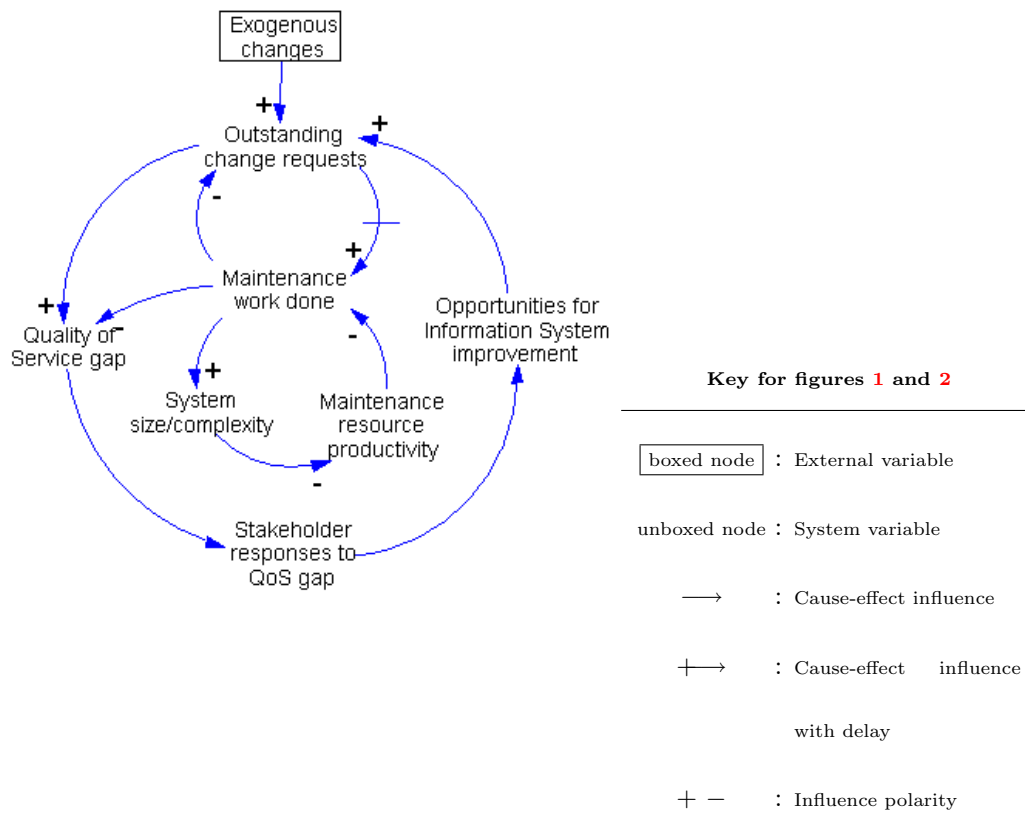 Exogenous
changes
+
+
Outstanding
change requests
-
+
Maintenance
work done
+
-
Quality of
Service gap
-
Opportunities for
Information System
improvement
+
System
size/complexity
Maintenance
resource
productivity
-
Stakeholder
responses to
QoS gap
Key for figures 1 and 2
boxed node : External variable
unboxed node : System variable
⟶ : Cause-effect influence
+⟶ : Cause-effect influence
with delay
+ − : Influence polarity